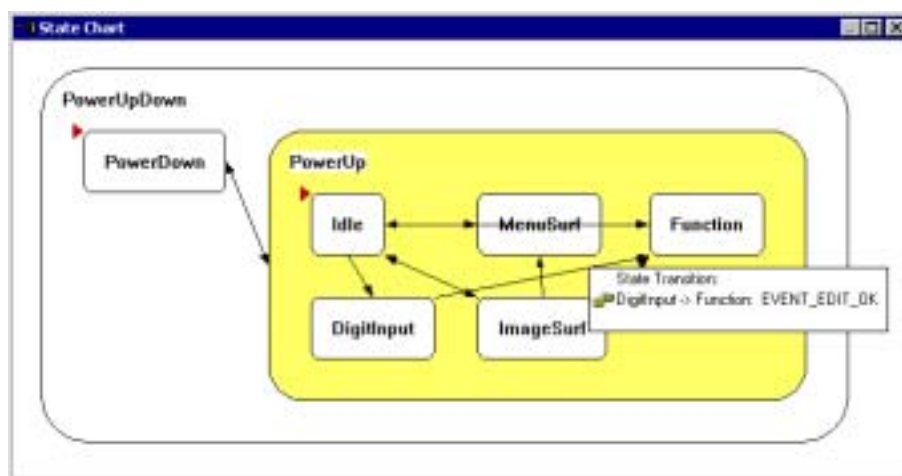 State Chart
PowerUpDown
PowerDown
PowerUp
Idle
MenuSurf
Function
State Transition:
DigitInput -> Function: EVENT_EDIT_OK
DigitInput
ImageSurf